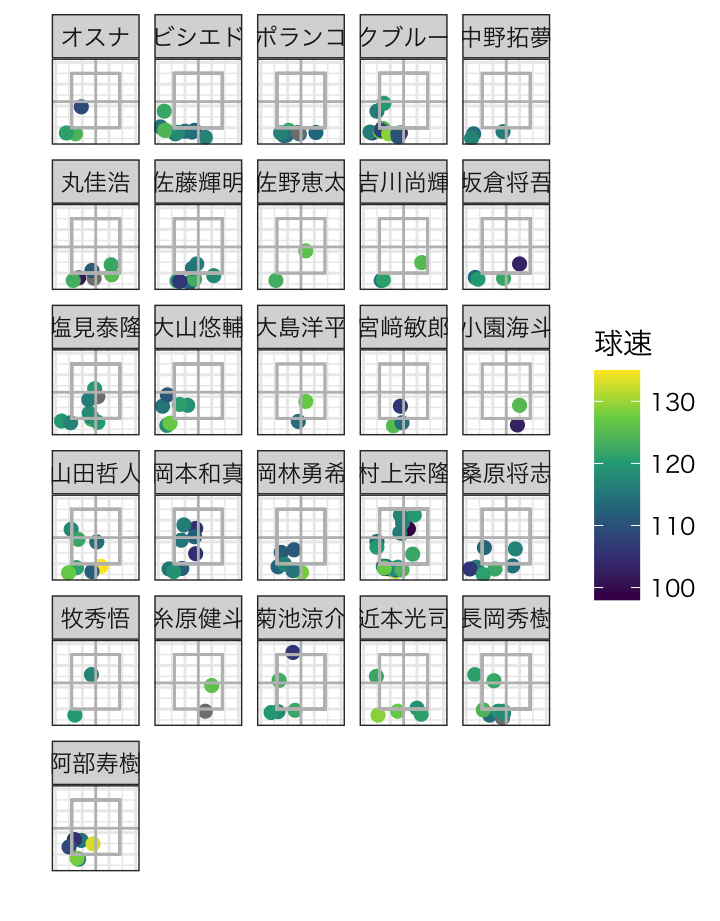 オスナ
ビシエド
ポランコ
クブルー
中野拓夢
丸佳浩
佐藤輝明
佐野恵太
吉川尚輝
坂倉将吾
塩見泰隆
大山悠輔
大島洋平
宮﨑敏郎
小園海斗
球速
130
120
110
100
山田哲人
岡本和真
岡林勇希
村上宗隆
桑原将志
牧秀悟
糸原健斗
菊池涼介
近本光司
長岡秀樹
阿部寿樹